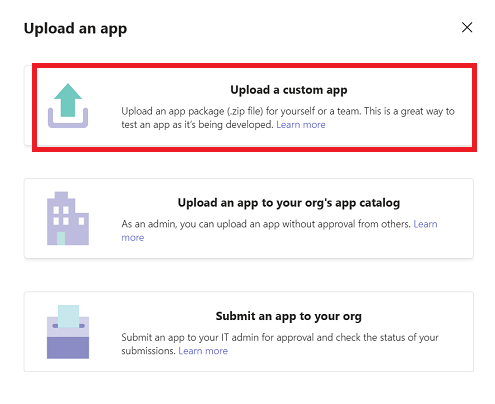 Upload an app
Upload a custom app
Upload an app package (.zip file) for yourself or a team. This is a great way to
test an app as it's being developed. Learn more
Upload an app to your org's app catalog
As an admin, you can upload an app without approval from others. Learn
more
Submit an app to your org
Submit an app to your IT admin for approval and check the status of your
submissions. Learn more